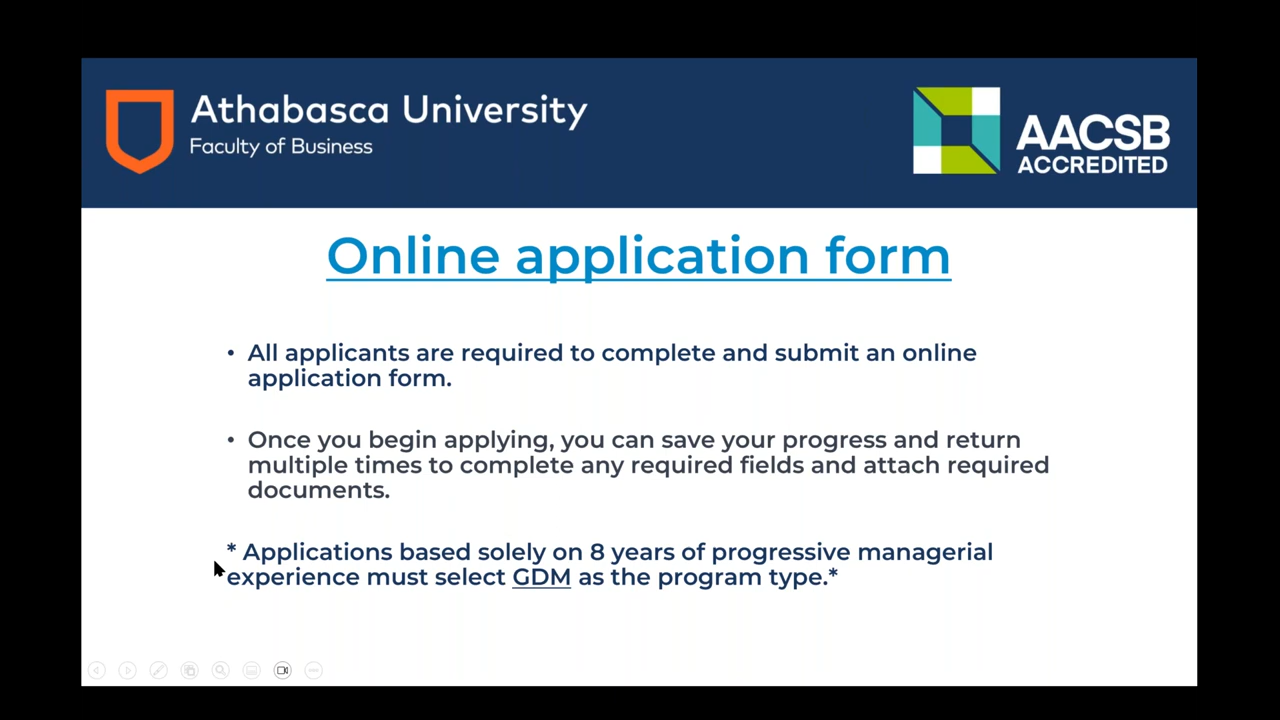 Athabasca University
Faculty of Business
AACSB
ACCREDITED
Online application form
• All applicants are required to complete and submit an online
application form.
• Once you begin applying, you can save your progress and return
multiple times to complete any required fields and attach required
documents.
* Applications based solely on 8 years of progressive managerial
experience must select GDM as the program type.*